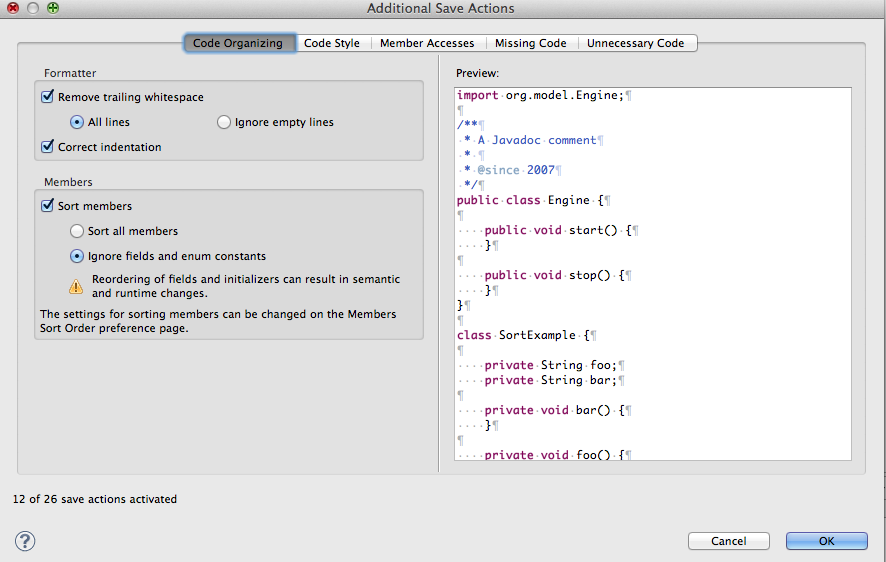 Additional Save Actions
Code Organizing
Code Style
Member Accesses
Missing Code
Unnecessary Code
Formatter
Remove trailing whitespace
All lines
Ignore empty lines
Correct indentation
Members
Sort members
Sort all members
Ignore fields and enum constants
Reordering of fields and initializers can result in semantic
and runtime changes.
The settings for sorting members can be changed on the Members
Sort Order preference page.
Preview:
import·org.model.Engine;¶
¶
/**¶
·*·A·Javadoc·comment¶
·*·¶
·*·@since·2007¶
·*/¶
public·class·Engine·{¶
¶
····public·void·start()·{¶
····}¶
¶
····public·void·stop()·{¶
····}¶
}¶
¶
class·SortExample·{¶
¶
····private·String·foo;¶
····private·String·bar;¶
¶
····private·void·bar()·{¶
····}¶
¶
····private·void·foo()·{¶
12 of 26 save actions activated
?
Cancel
OK